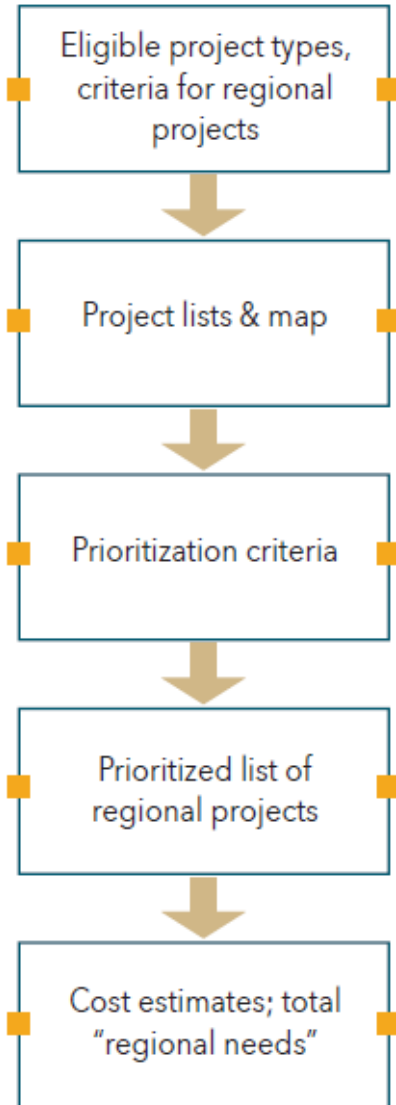 Eligible project types,
criteria for regional
projects
Project lists & map
Prioritization criteria
Prioritized list of
regional projects
Cost estimates; total
“regional needs”